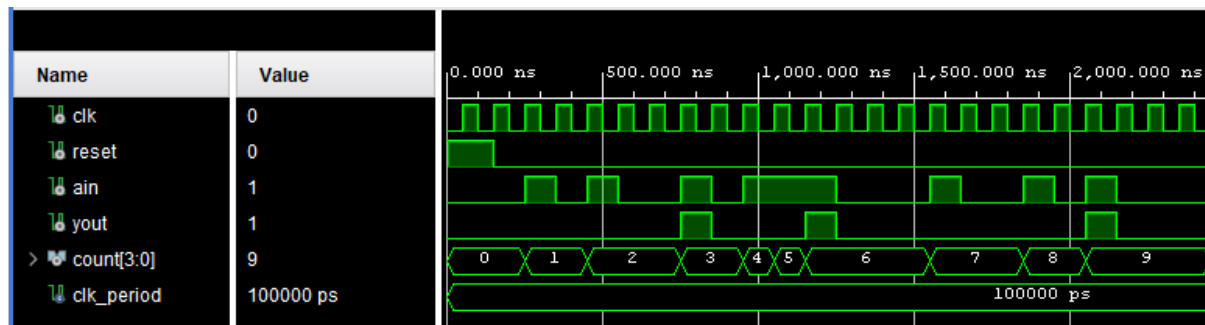 Name Value 0.000 ns 500.000 ns 1,000.000 ns 1,500.000 ns 2,000.000 ns
clk 0
reset 0
ain 1
yout 1
> count[3:0] 9 0 1 2 3 4 5 6 7 8 9
clk_period 100000 ps 100000 ps